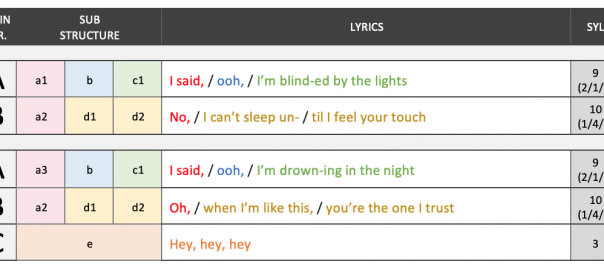 IN SUB STRUCTURE LYRICS SYL
R.
A a1 b c1 I said, / ooh, / I'm blind-ed by the lights 9 (2/1/
B a2 d1 d2 No, / I can't sleep un- / til I feel your touch 10 (1/4/
A a3 b c1 I said, / ooh, / I'm drown-ing in the night 9 (2/1/
B a2 d1 d2 Oh, / when I'm like this, / you're the one I trust 10 (1/4/
C e Hey, hey, hey 3